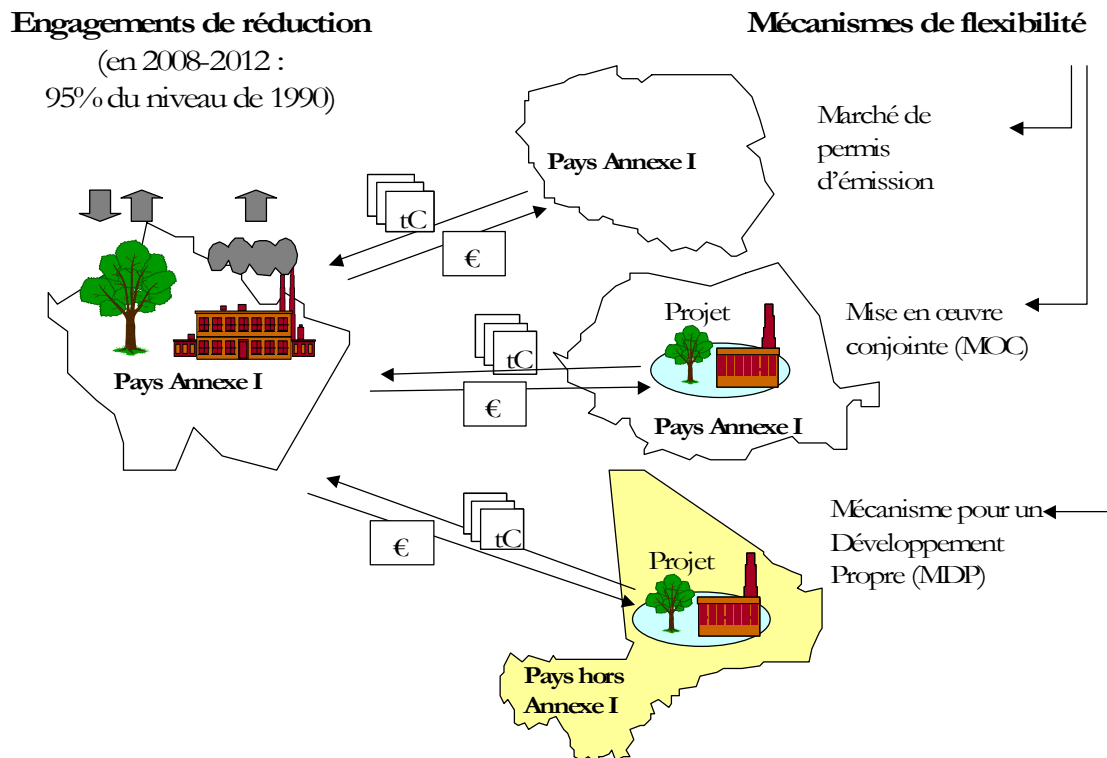 Engagements de réduction
(en 2008-2012 :
95% du niveau de 1990)
Mécanismes de flexibilité
Marché de
permis
d'émission
Pays Annexe I
tC
€
Pays Annexe I
Projet
Mise en œuvre
conjointe (MOC)
tC
€
Pays Annexe I
Mécanisme pour un
Développement
Propre (MDP)
tC
€
Projet
Pays hors
Annexe I